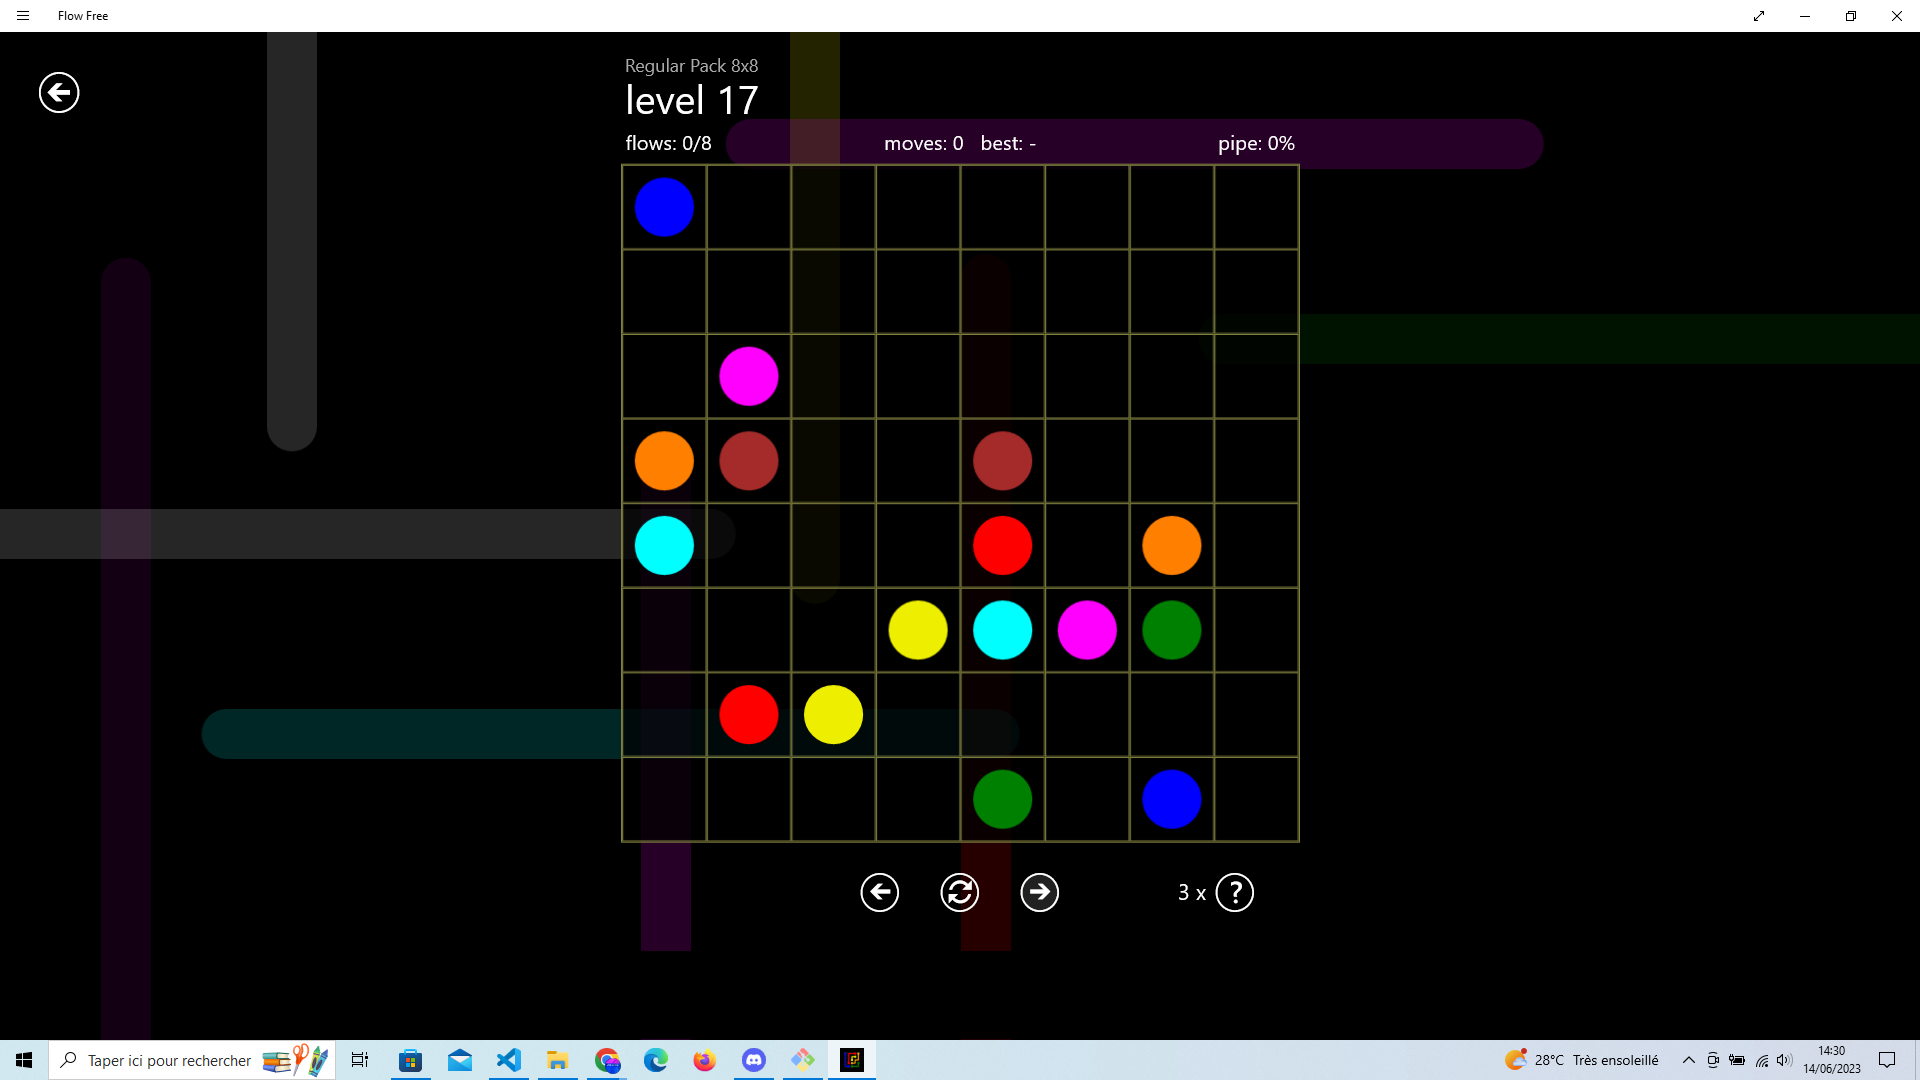 Flow Free
Regular Pack 8x8
level 17
flows: 0/8 moves: 0 best: - pipe: 0%
3 x ?
Taper ici pour rechercher
28°C Très ensoleillé
14:30
14/06/2023